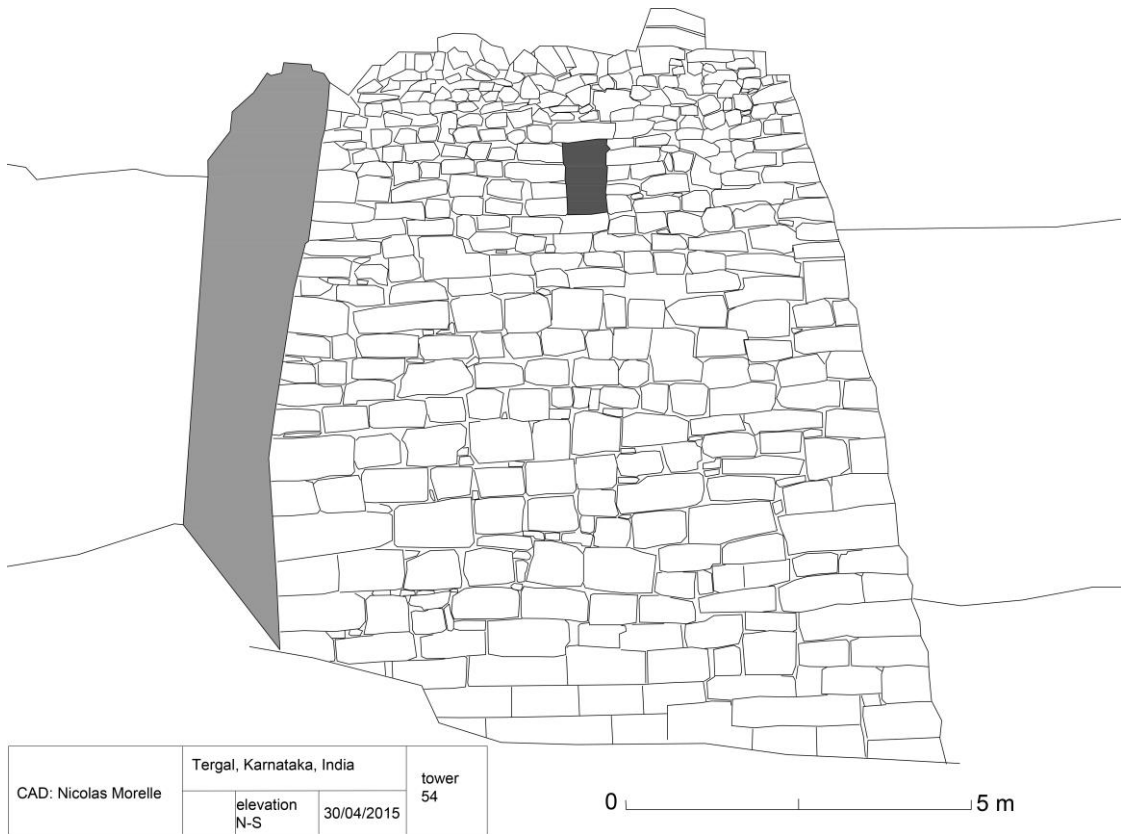 CAD: Nicolas Morelle
Tergal, Karnataka, India
elevation
N-S
30/04/2015
tower
54
0
5 m